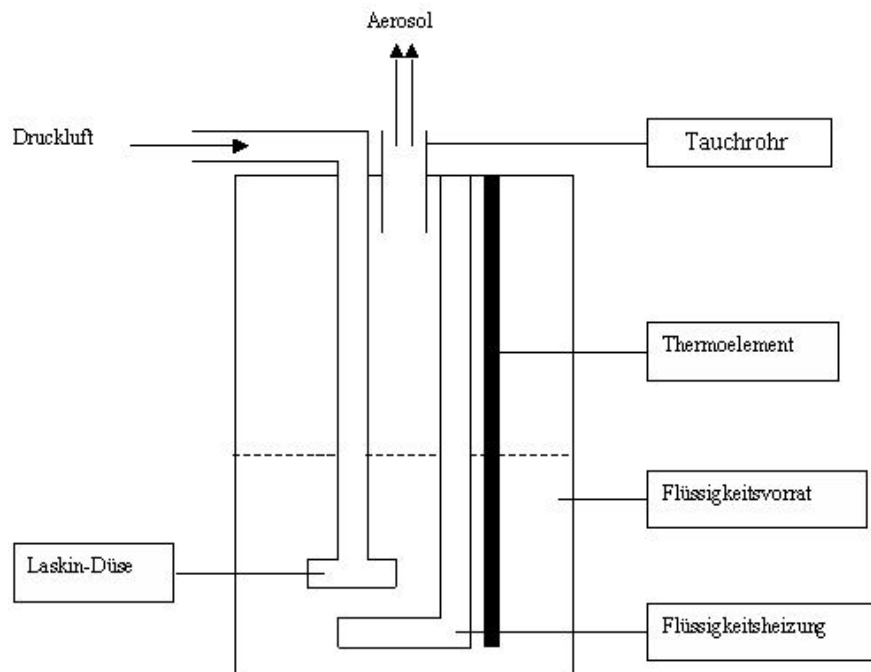 Aerosol
Druckluft
Tauchrohr
Thermoelement
Flüssigkeitsvorrat
Laskin-Düse
Flüssigkeitsheizung